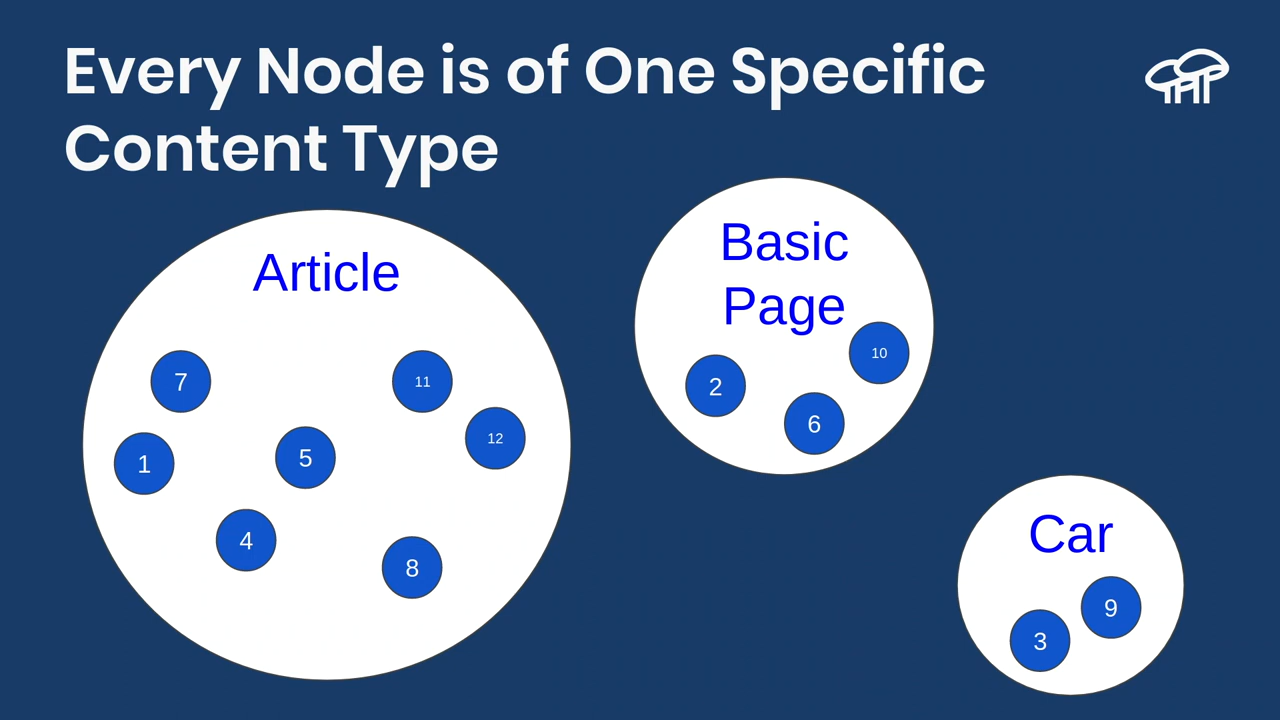 Every Node is of One Specific
Content Type
Article
7
11
12
1
5
4
8
Basic
Page
10
2
6
Car
9
3